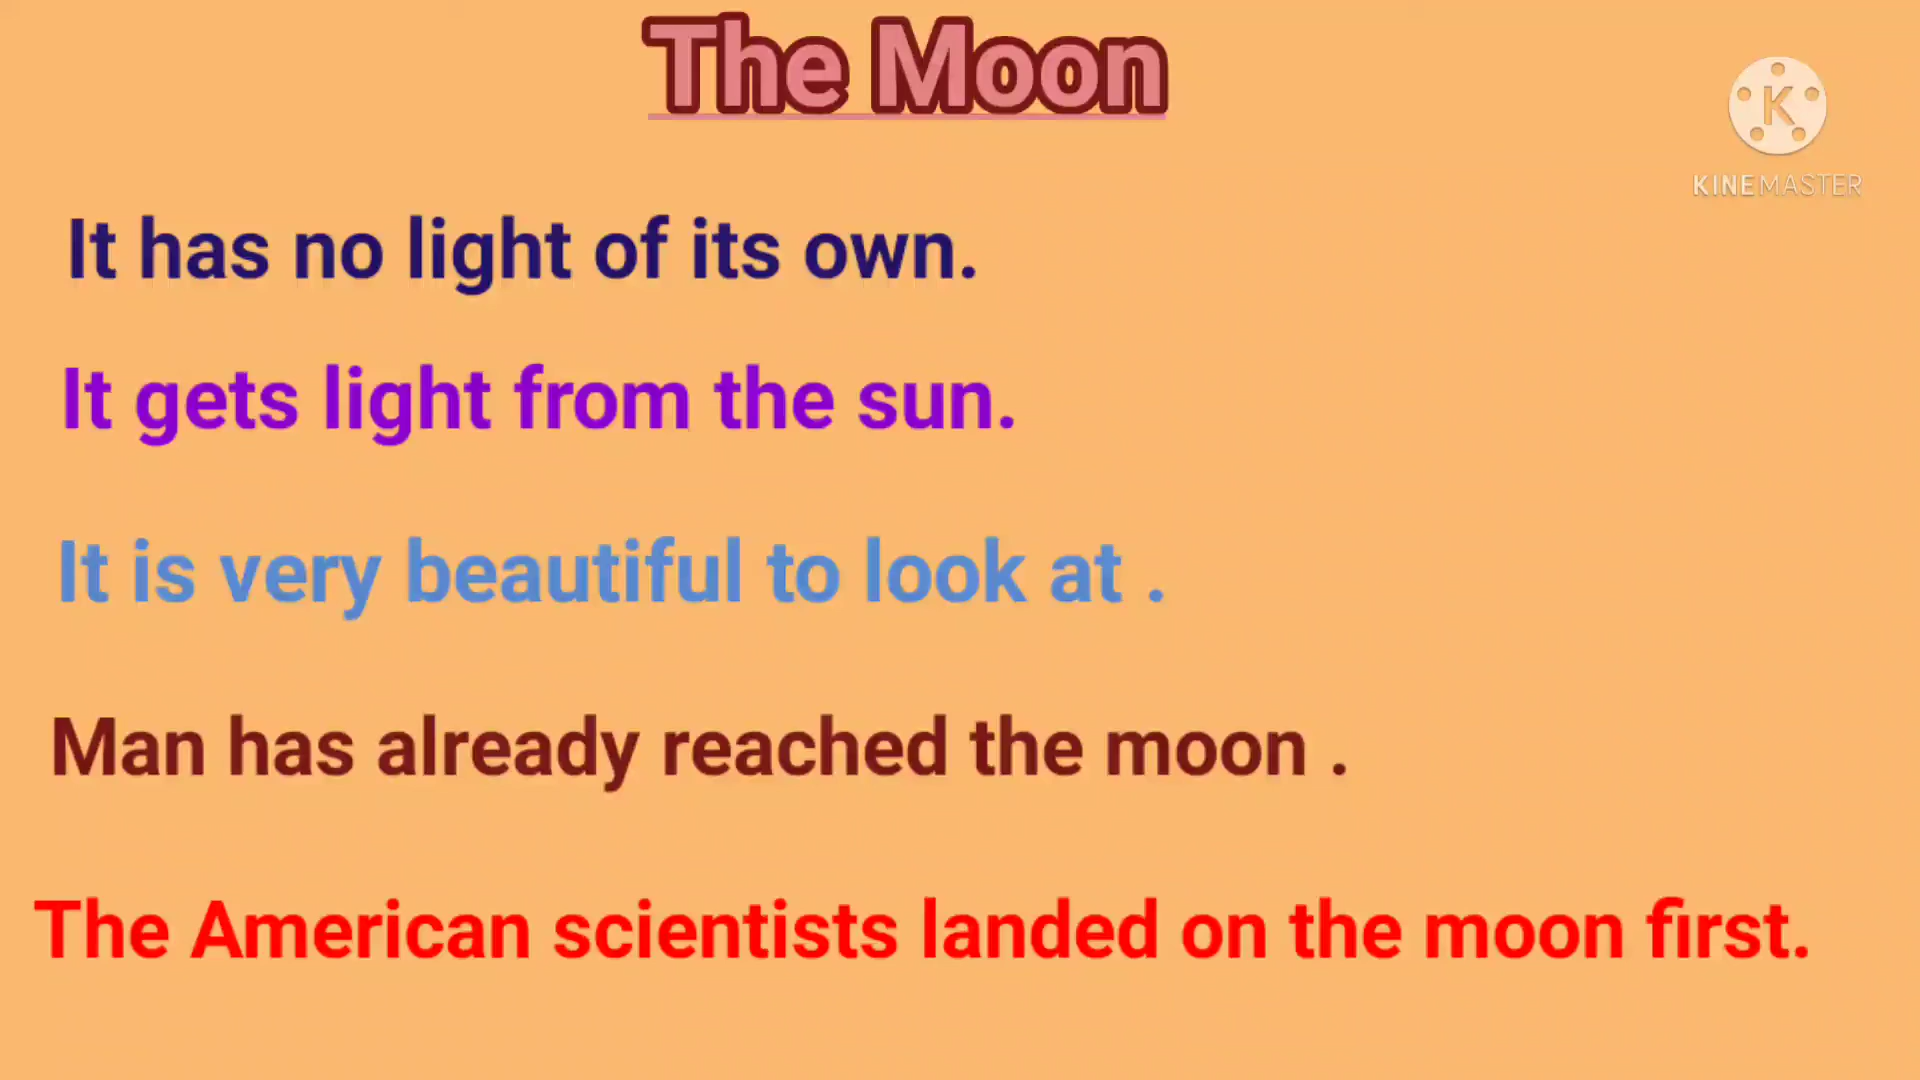 The Moon
K
KINEMASTER
It has no light of its own.
It gets light from the sun.
It is very beautiful to look at .
Man has already reached the moon .
The American scientists landed on the moon first.